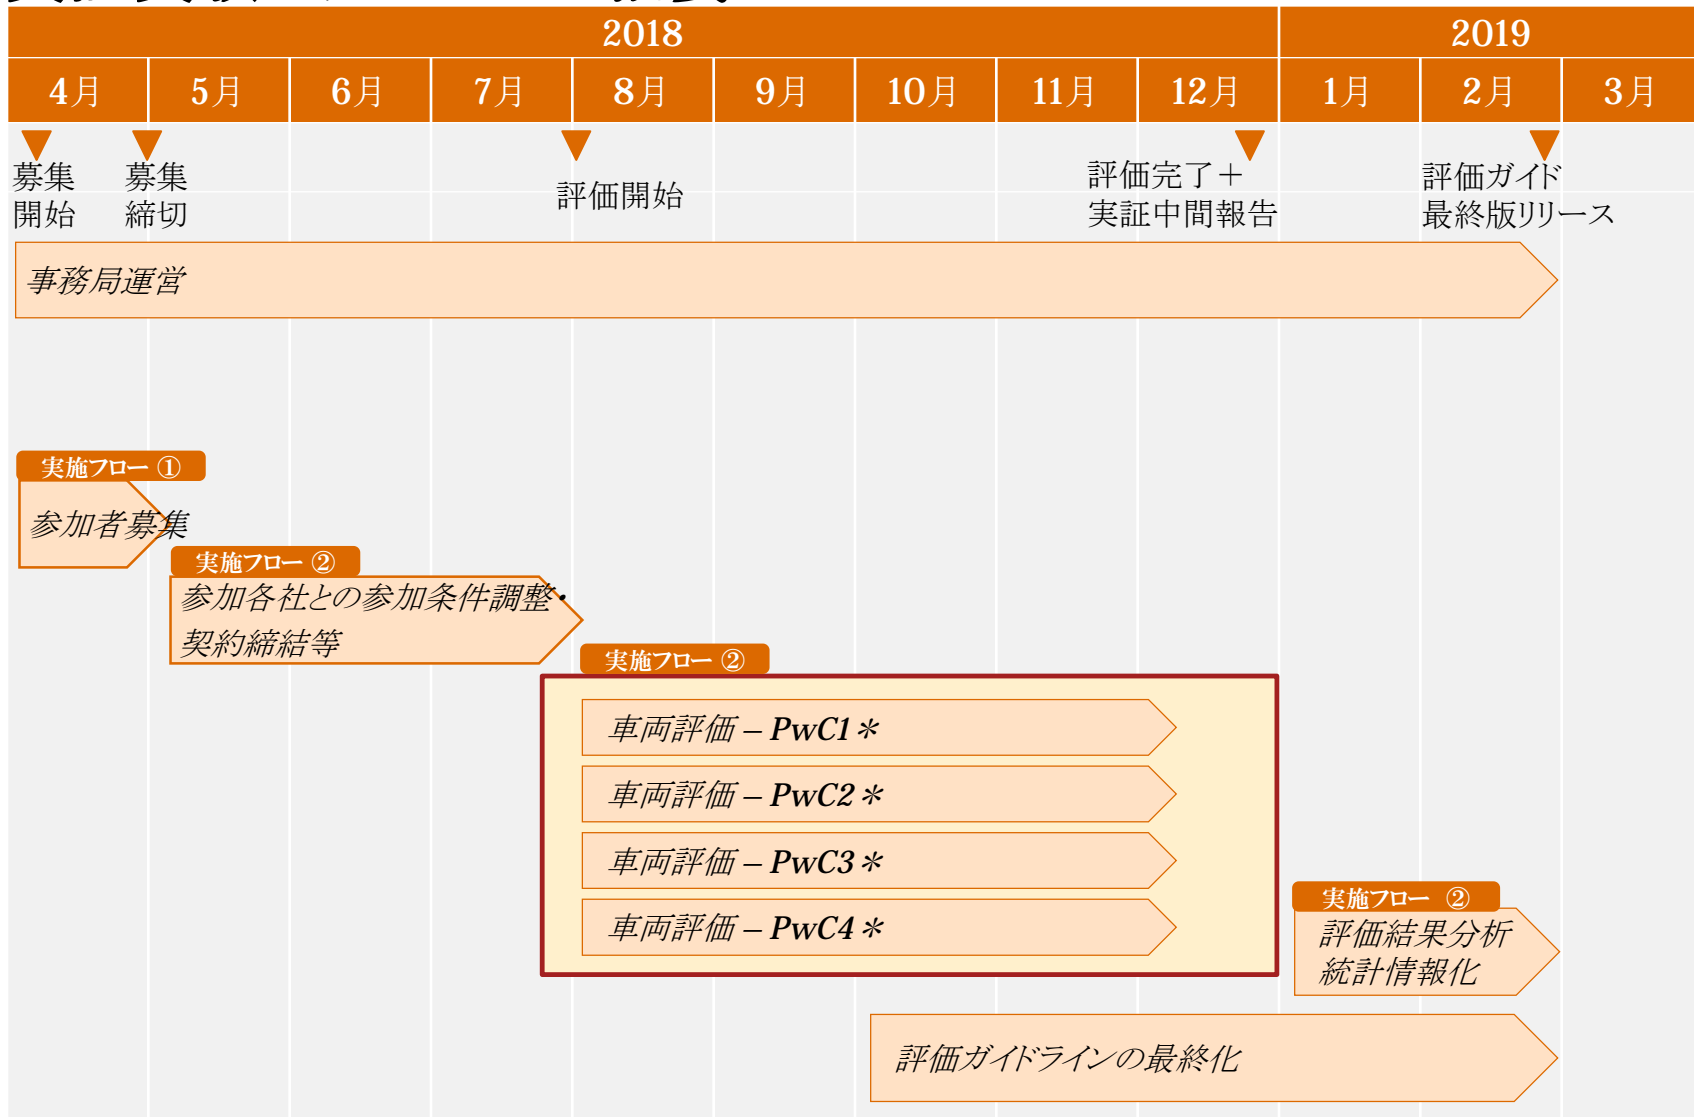 2018
2019
4月
5月
6月
7月
8月
9月
10月
11月
12月
1月
2月
3月
募集
開始
募集
締切
評価開始
評価完了＋
実証中間報告
評価ガイド
最終版リリース
事務局運営
実施フロー ①
参加者募集
実施フロー ②
参加各社との参加条件調整・
契約締結等
実施フロー ②
車両評価 – PwC1＊
車両評価 – PwC2＊
車両評価 – PwC3＊
車両評価 – PwC4＊
実施フロー ②
評価結果分析
統計情報化
評価ガイドラインの最終化